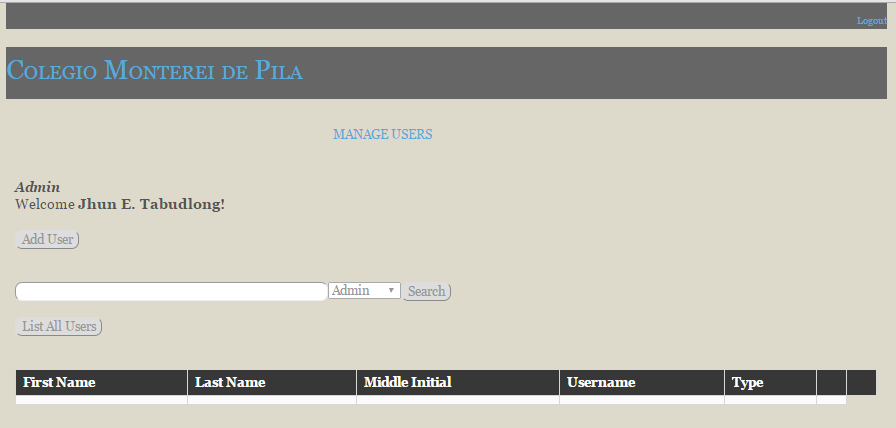 Logout
Colegio Monterei de Pila
MANAGE USERS
Admin
Welcome Jhun E. Tabudlong!
Add User
Admin Search
List All Users
First Name Last Name Middle Initial Username Type